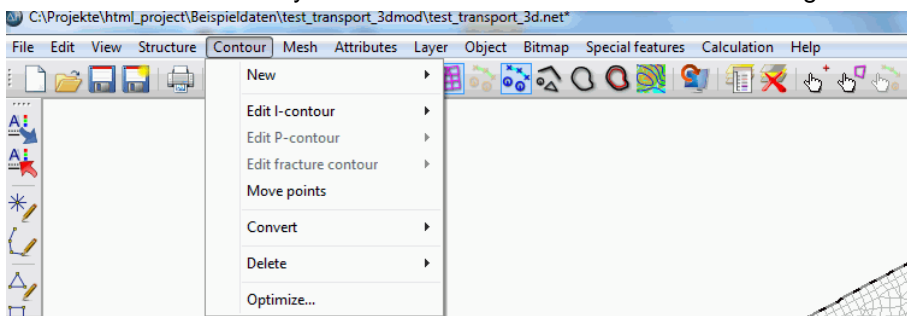 C:\Projekte\html_project\Beispieldaten\test_transport_3dmod\test_transport_3d.net*
File Edit View Structure Contour Mesh Attributes Layer Object Bitmap Special features Calculation Help
New
Edit I-contour
Edit P-contour
Edit fracture contour
Move points
Convert
Delete
Optimize...